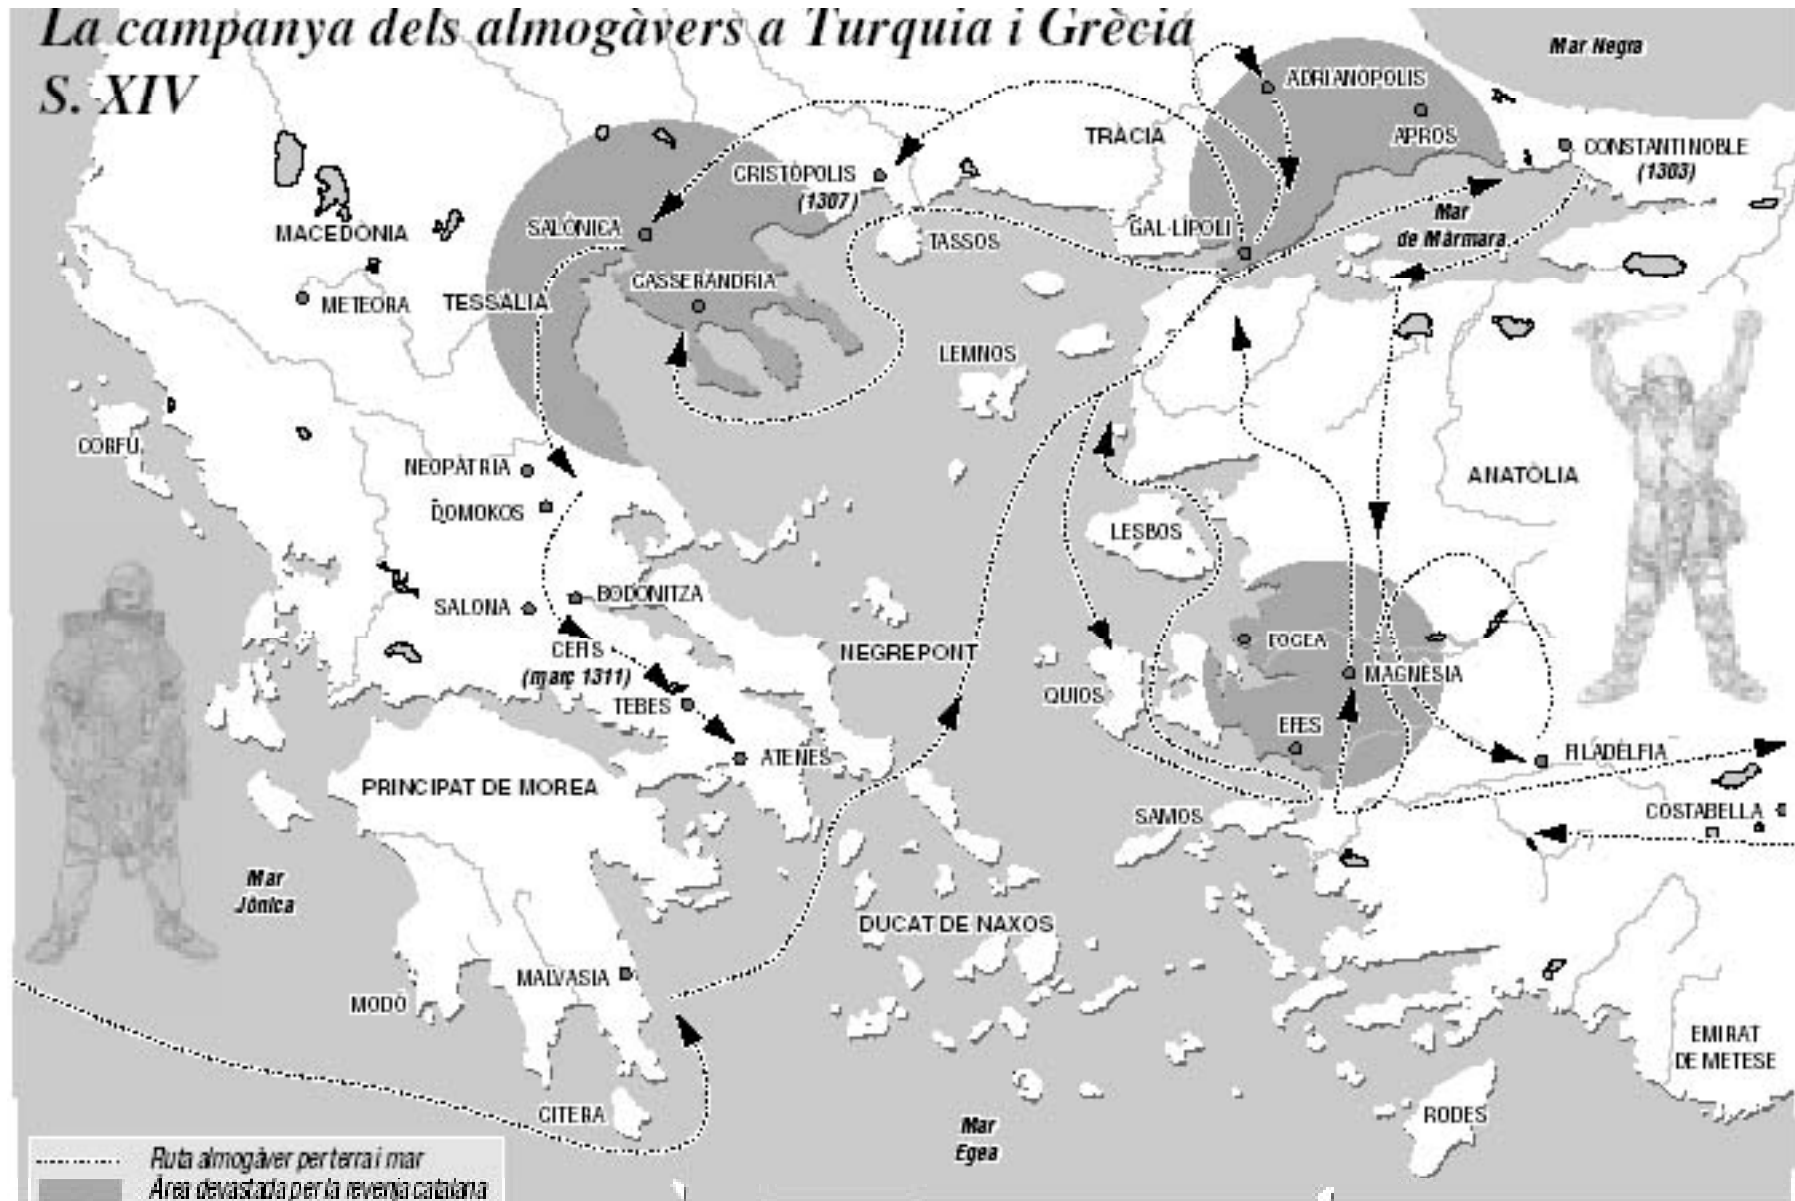 La campanya dels almogàvers a Turquia i Grècia
S. XIV
Mar Negra
ADRIANÒPOLIS
APROS
TRÀCIA
CONSTANTINOBLE
(1303)
CRISTÒPOLIS
(1307)
SALÒNICA
MACEDÒNIA
TASSOS
GAL·LÍPOLI
Mar
de Màrmara
METEORA
TESSÀLIA
CASSERÀNDRIA
LEMNOS
CORFÚ
NEOPÀTRIA
DOMOKOS
ANATÒLIA
LESBOS
SALONA
BODONITZA
CEFIS
(març 1311)
NEGREPONT
FOCEA
MAGNÈSIA
QUIOS
TEBES
EFES
ATENES
FILADÈLFIA
PRINCIPAT DE MOREA
SAMOS
COSTABELLA
Mar
Jònica
DUCAT DE NAXOS
MALVASIA
MODÓ
EMIRAT
DE METESE
CITERA
RODES
Mar
Egea
Ruta almogàver per terra i mar
Àrea devastada per la revenja catalana